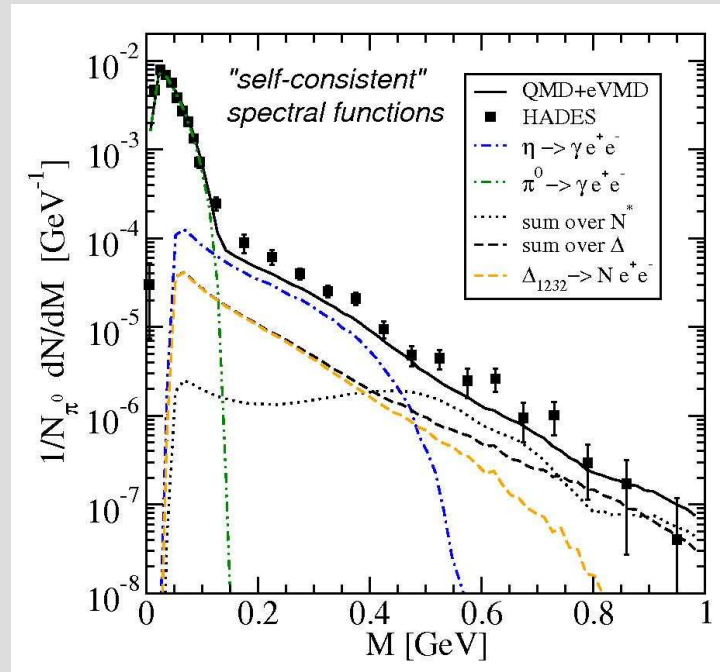 "self-consistent"
spectral functions
QMD+eVMD
HADES
η −> γ e⁺e⁻
π⁰ −> γ e⁺e⁻
sum over N*
sum over Δ
Δ₁₂₃₂−> N e⁺e⁻
1/N_π⁰ dN/dM [GeV⁻¹]
10⁻²
10⁻³
10⁻⁴
10⁻⁵
10⁻⁶
10⁻⁷
10⁻⁸
0 0.2 0.4 0.6 0.8 1
M [GeV]